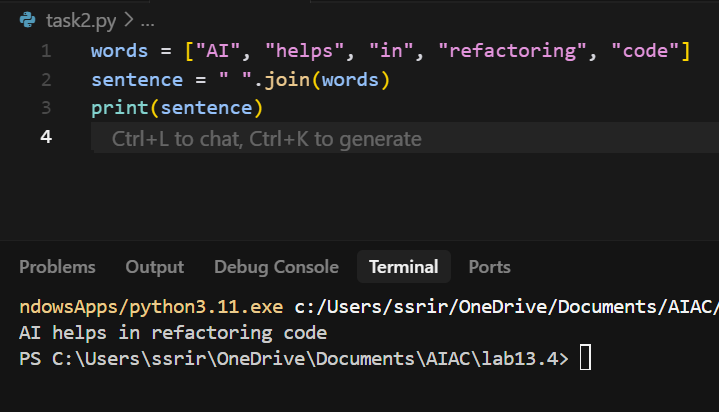 task2.py > ...
1 words = ["AI", "helps", "in", "refactoring", "code"]
2 sentence = " ".join(words)
3 print(sentence)
4 Ctrl+L to chat, Ctrl+K to generate
Problems Output Debug Console Terminal Ports
ndowsApps/python3.11.exe c:/Users/ssrir/OneDrive/Documents/AIAC/
AI helps in refactoring code
PS C:\Users\ssrir\OneDrive\Documents\AIAC\lab13.4>